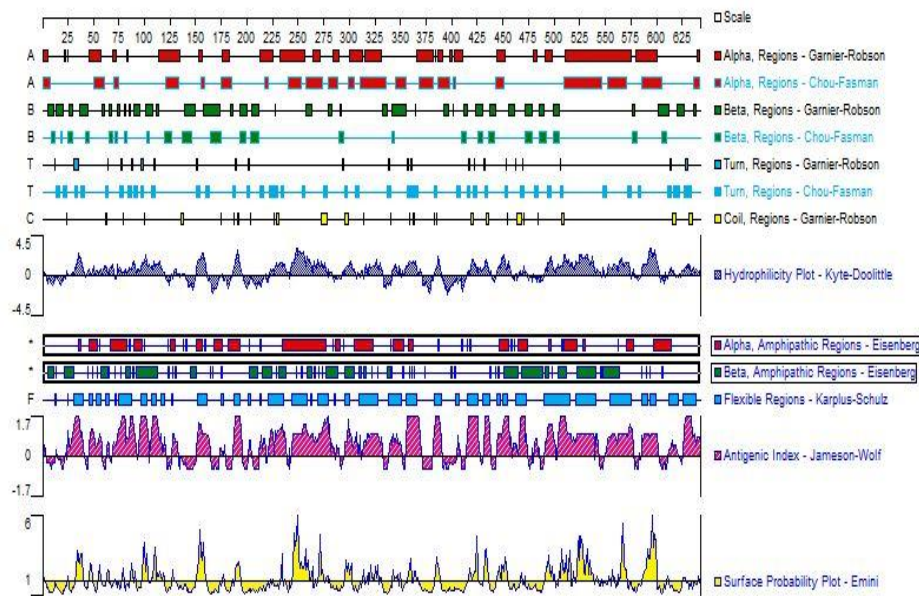 Scale
25 50 75 100 125 150 175 200 225 250 275 300 325 350 375 400 425 450 475 500 525 550 575 600 625
A Alpha, Regions - Garnier-Robson
A Alpha, Regions - Chou-Fasman
B Beta, Regions - Garnier-Robson
B Beta, Regions - Chou-Fasman
T Turn, Regions - Garnier-Robson
T Turn, Regions - Chou-Fasman
C Coil, Regions - Garnier-Robson
4.5
0 Hydrophilicity Plot - Kyte-Doolittle
-4.5
* Alpha, Amphipathic Regions - Eisenberg
* Beta, Amphipathic Regions - Eisenberg
F Flexible Regions - Karplus-Schulz
1.7
0 Antigenic Index - Jameson-Wolf
-1.7
6
1 Surface Probability Plot - Emini